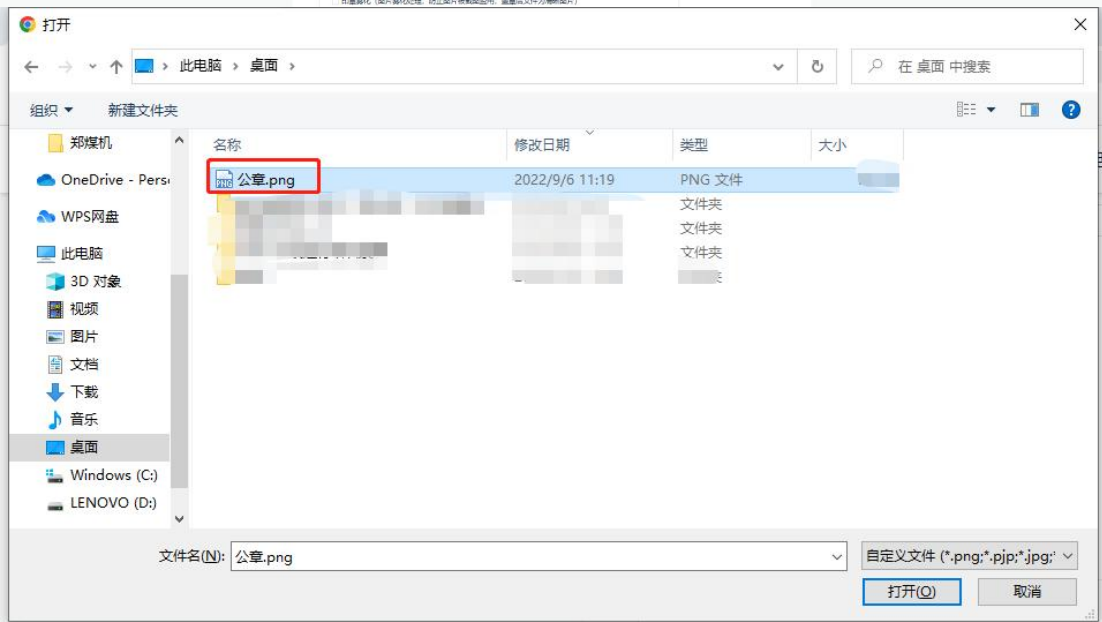 打开
此电脑 › 桌面 ›
在 桌面 中搜索
组织 新建文件夹
名称 修改日期 类型 大小
郑煤机
OneDrive - Pers
WPS网盘
此电脑
3D 对象
视频
图片
文档
下载
音乐
桌面
Windows (C:)
LENOVO (D:)
公章.png 2022/9/6 11:19 PNG 文件
文件夹
文件夹
文件夹
文件名(N): 公章.png
自定义文件 (*.png;*.pjp;*.jpg;*
打开(O) 取消